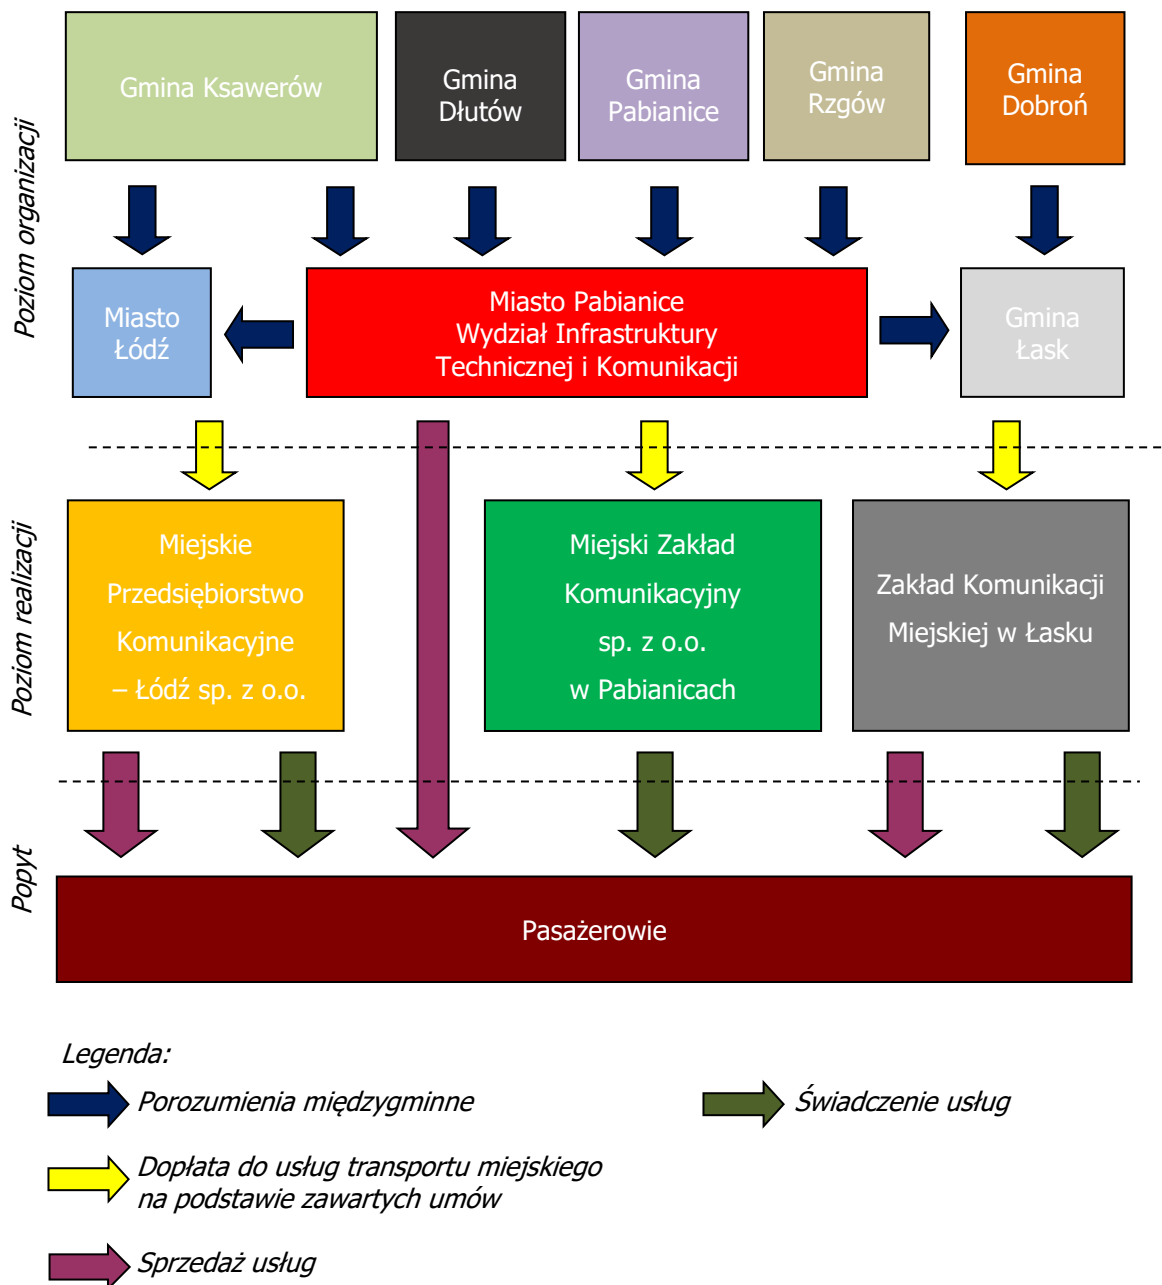 Poziom organizacji
Gmina Ksawerów
Gmina
Dłutów
Gmina
Pabianice
Gmina
Rzgów
Gmina
Dobroń
Miasto
Łódź
Miasto Pabianice
Wydział Infrastruktury
Technicznej i Komunikacji
Gmina
Łask
Poziom realizacji
Miejskie
Przedsiębiorstwo
Komunikacyjne
– Łódź sp. z o.o.
Miejski Zakład
Komunikacyjny
sp. z o.o.
w Pabianicach
Zakład Komunikacji
Miejskiej w Łasku
Popyt
Pasażerowie
Legenda:
Porozumienia międzygminne
Świadczenie usług
Dopłata do usług transportu miejskiego
na podstawie zawartych umów
Sprzedaż usług